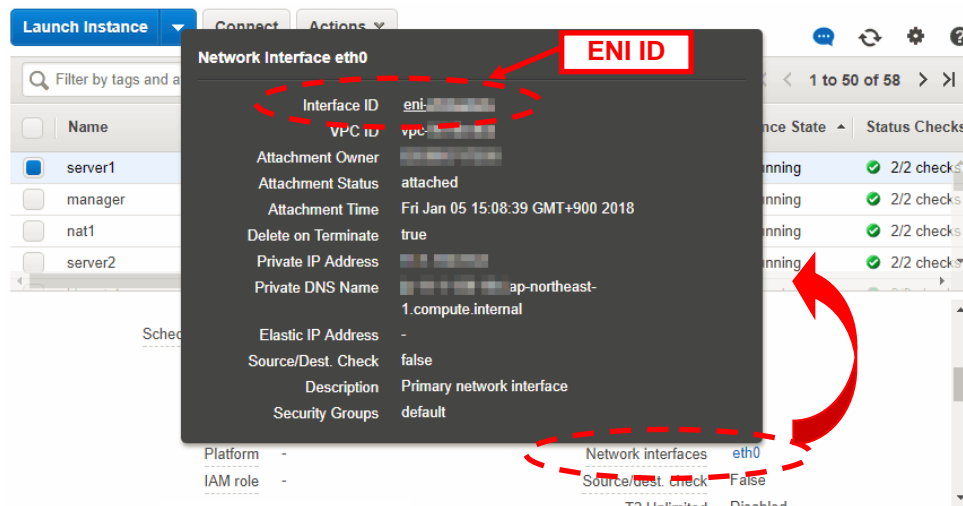 Launch Instance
Connect
Actions
ENI ID
Filter by tags and a
1 to 50 of 58
Name
nce State
Status Checks
server1
nning
2/2 checks
manager
nning
2/2 checks
nat1
nning
2/2 checks
server2
nning
2/2 checks
Network Interface eth0
Interface ID eni-
VPC ID vpc-
Attachment Owner
Attachment Status attached
Attachment Time Fri Jan 05 15:08:39 GMT+900 2018
Delete on Terminate true
Private IP Address
Private DNS Name ap-northeast-
1.compute.internal
Elastic IP Address -
Source/Dest. Check false
Description Primary network interface
Security Groups default
Sched
Platform -
Network interfaces eth0
IAM role -
Source/dest. check False
T2 Unlimited Disabled